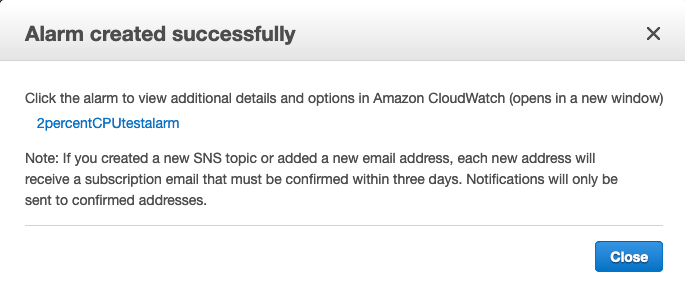 Alarm created successfully
Click the alarm to view additional details and options in Amazon CloudWatch (opens in a new window)
2percentCPUtestalarm
Note: If you created a new SNS topic or added a new email address, each new address will
receive a subscription email that must be confirmed within three days. Notifications will only be
sent to confirmed addresses.
Close